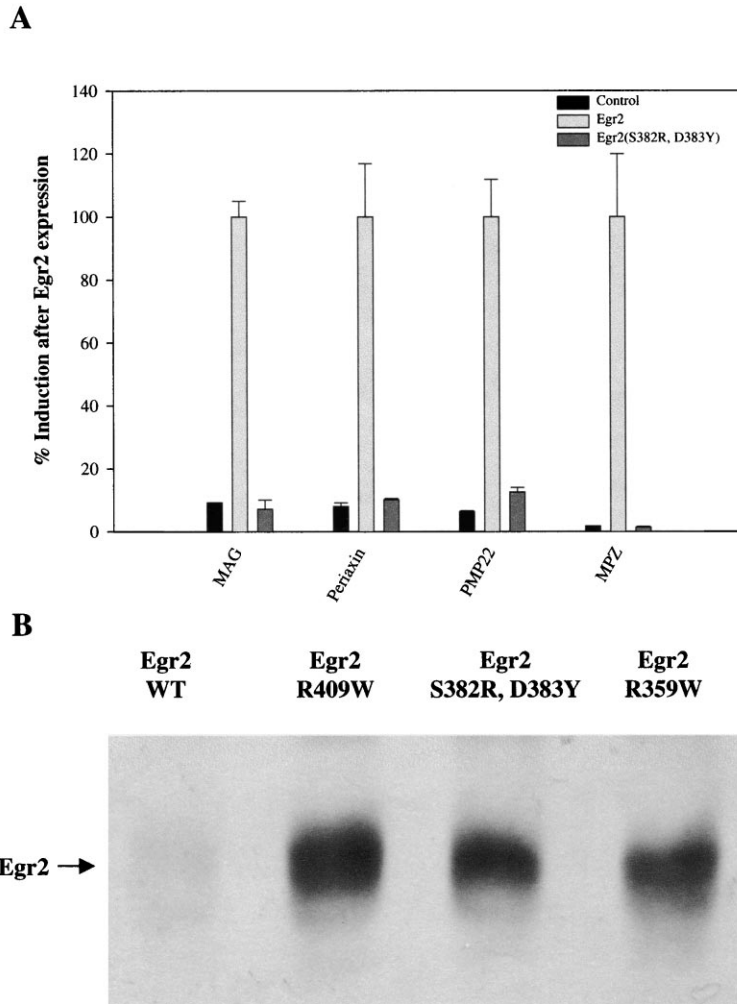 A
140
120
100
80
60
40
20
0
% Induction after Egr2 expression
Control
Egr2
Egr2(S382R, D383Y)
MAG
Periaxin
PMP22
MPZ
B
Egr2 WT
Egr2 R409W
Egr2 S382R, D383Y
Egr2 R359W
Egr2